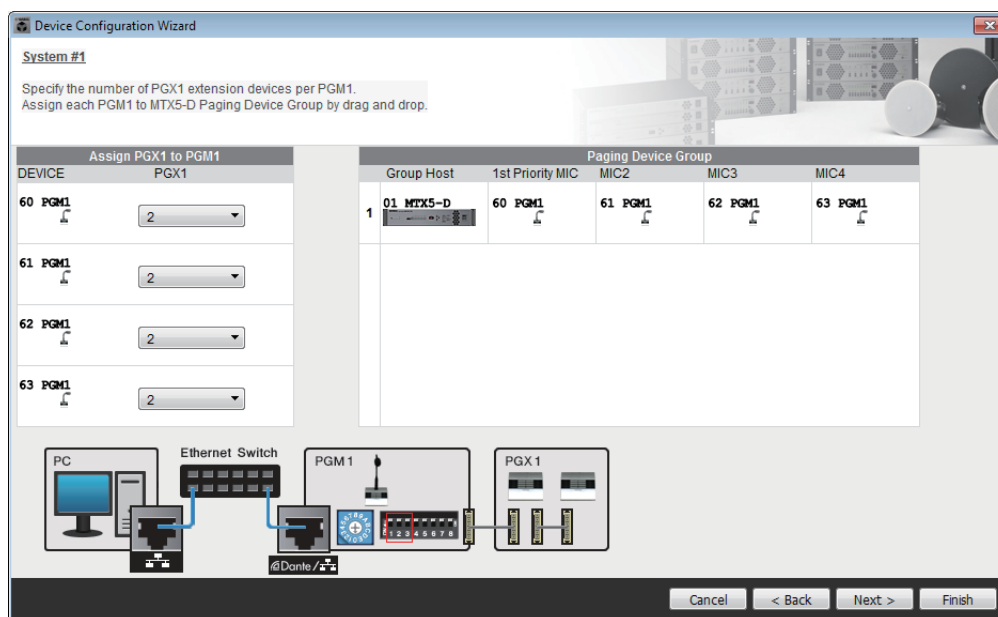 Device Configuration Wizard
System #1
Specify the number of PGX1 extension devices per PGM1.
Assign each PGM1 to MTX5-D Paging Device Group by drag and drop.
Assign PGX1 to PGM1
DEVICE PGX1
60 PGM1
2
61 PGM1
2
62 PGM1
2
63 PGM1
2
Paging Device Group
Group Host 1st Priority MIC MIC2 MIC3 MIC4
1 01 MTX5-D 60 PGM1 61 PGM1 62 PGM1 63 PGM1
PC
Ethernet Switch
PGM1
PGX1
1 2 3 4 5 6 7 8
Dante/
Cancel < Back Next > Finish